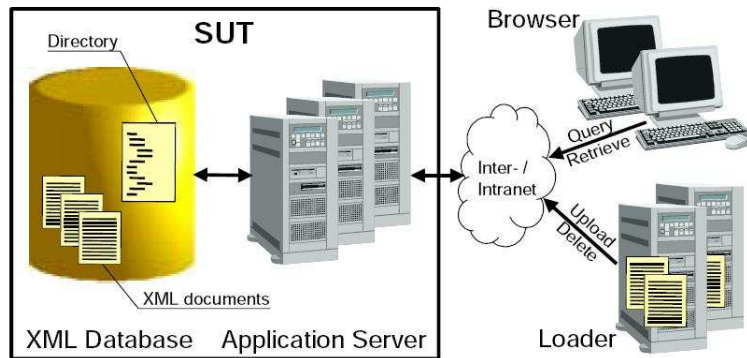 SUT
Directory
XML documents
XML Database
Application Server
Inter- /
Intranet
Browser
Query
Retrieve
Upload
Delete
Loader